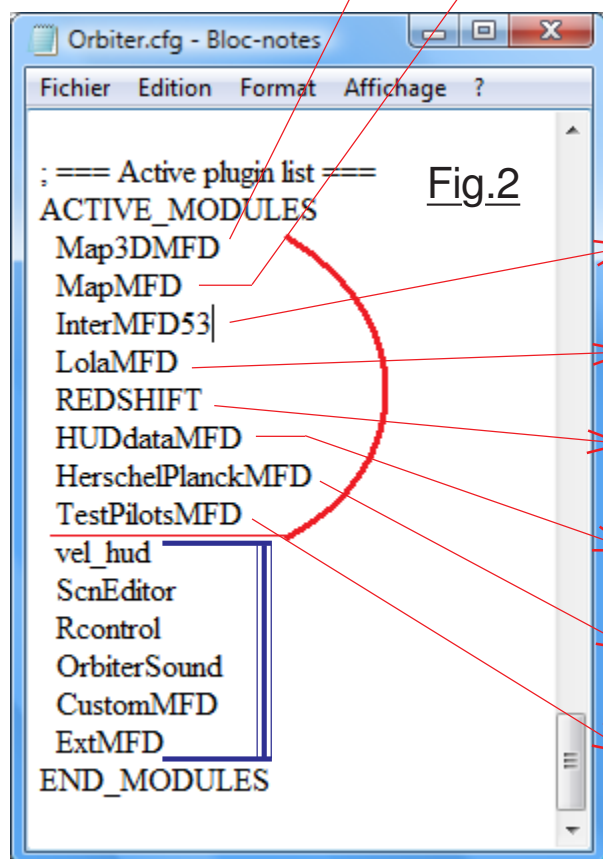 Orbiter.cfg - Bloc-notes
Fichier Edition Format Affichage ?
; === Active plugin list ===
Fig.2
ACTIVE_MODULES
Map3DMFD
MapMFD
InterMFD53
LolaMFD
REDSHIFT
HUDdataMFD
HerschelPlanckMFD
TestPilotsMFD
vel_hud
ScnEditor
Rcontrol
OrbiterSound
CustomMFD
ExtMFD
END_MODULES